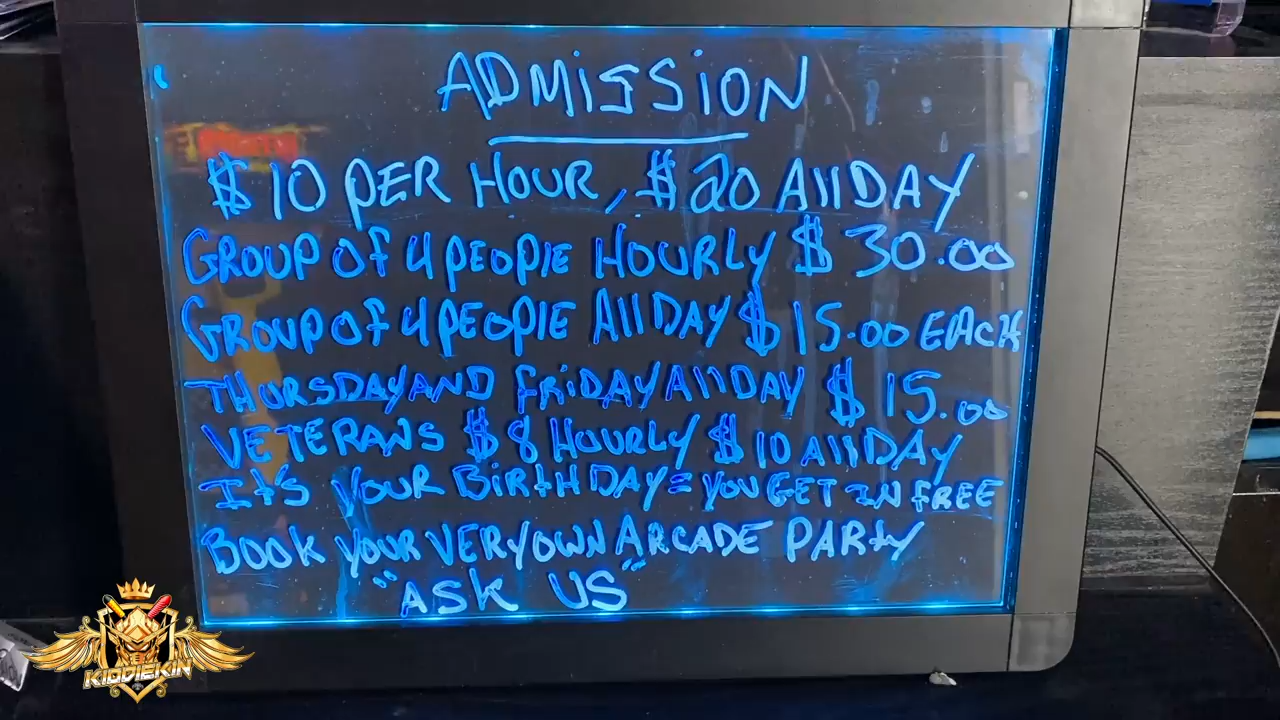 ADMISSION
$10 PER HOUR, $20 AllDAY
GROUP OF 4 PEOPlE HOURLY $30.00
GROUP OF 4 PEOPlE AllDAY $15.00 EACH
THURSDAY AND FRiDAY AllDAY $15.00
VETERANS $8 HOURLY $10 AllDAY
It's YOUR BiRtHDAY = YOU GET IN FREE
BOOK YOUR VERY OWN ARCADE PARtY
"ASK US"
KIDDIEKIN